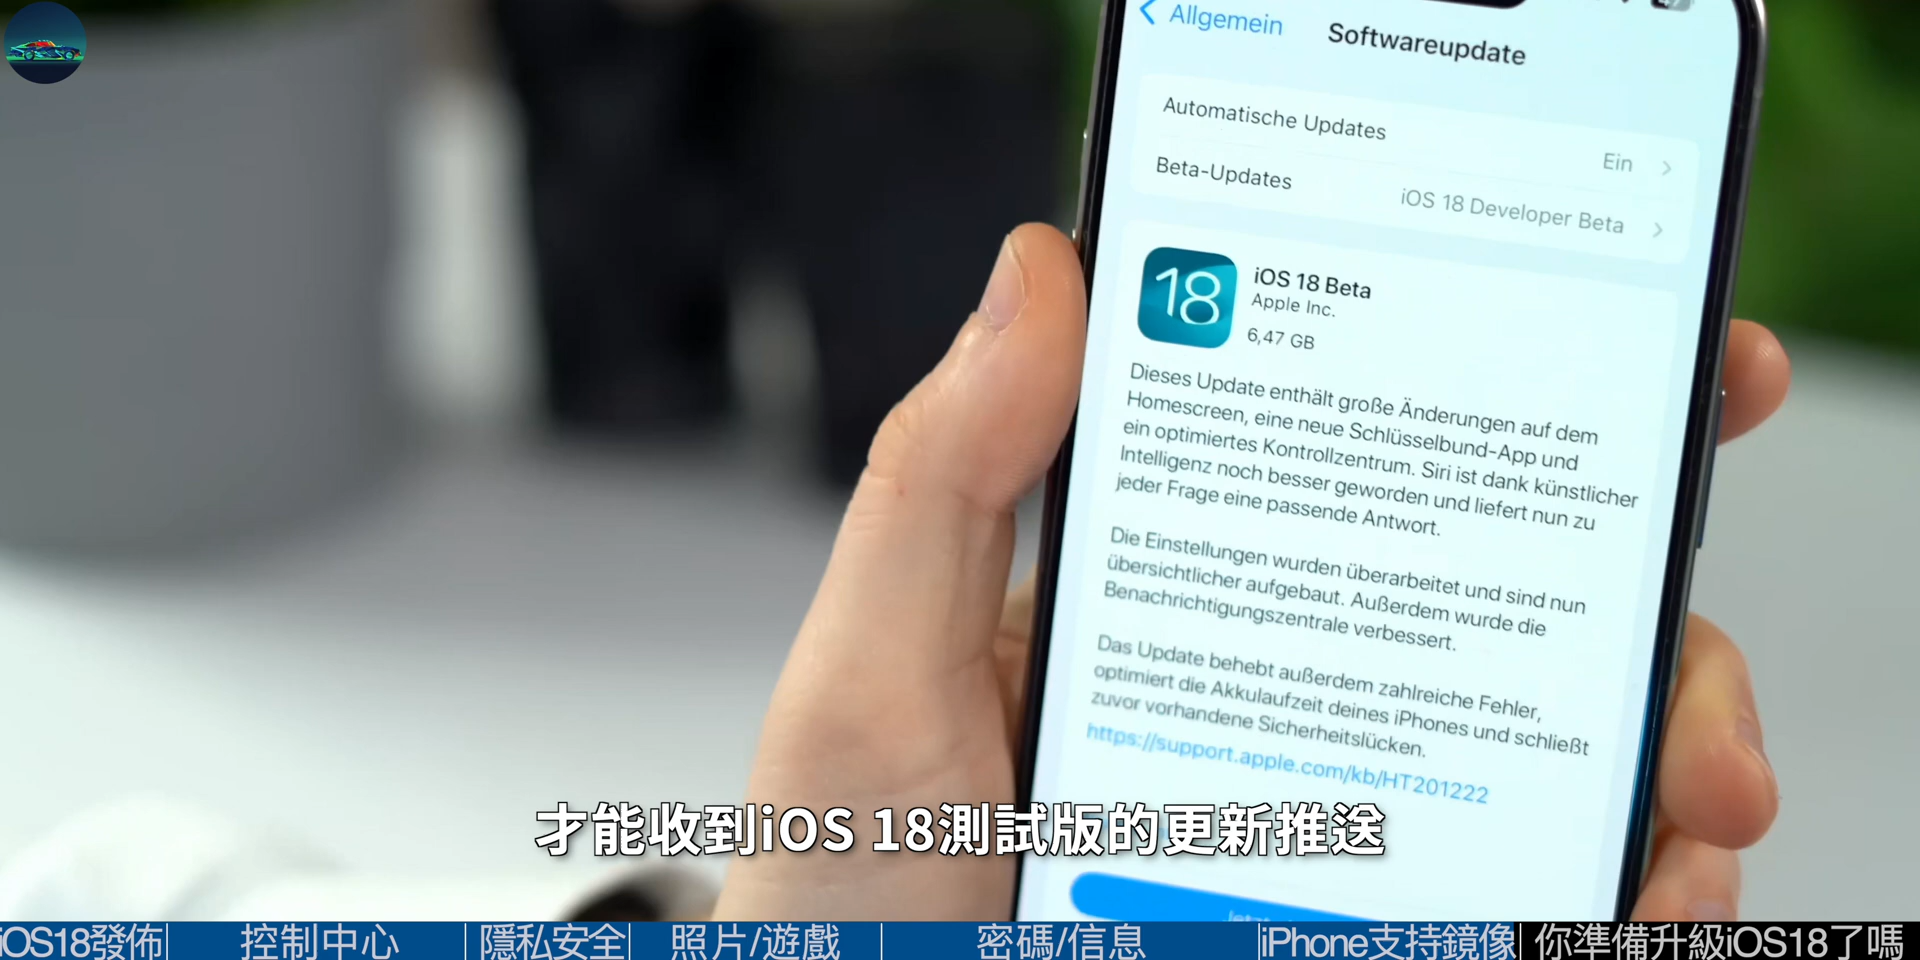 Allgemein
Softwareupdate
Automatische Updates
Ein
Beta-Updates
iOS 18 Developer Beta
18
iOS 18 Beta
Apple Inc.
6,47 GB
Dieses Update enthält große Änderungen auf dem
Homescreen, eine neue Schlüsselbund-App und
ein optimiertes Kontrollzentrum. Siri ist dank künstlicher
Intelligenz noch besser geworden und liefert nun zu
jeder Frage eine passende Antwort.
Die Einstellungen wurden überarbeitet und sind nun
übersichtlicher aufgebaut. Außerdem wurde die
Benachrichtigungszentrale verbessert.
Das Update behebt außerdem zahlreiche Fehler,
optimiert die Akkulaufzeit deines iPhones und schließt
zuvor vorhandene Sicherheitslücken.
https://support.apple.com/kb/HT201222
才能收到iOS 18測試版的更新推送
iOS18發佈
控制中心
隱私安全
照片/遊戲
密碼/信息
iPhone支持鏡像
你準備升級iOS18了嗎